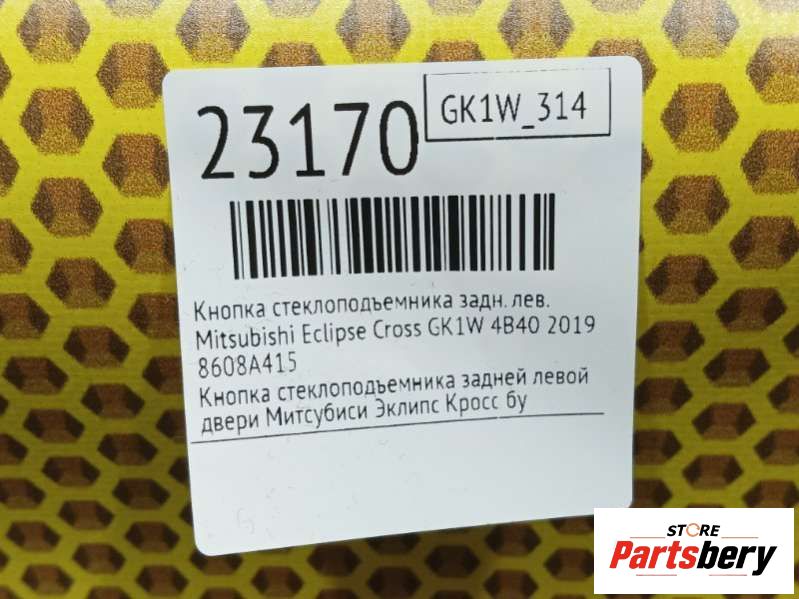 23170
GK1W_314
Кнопка стеклоподъемника задн. лев.
Mitsubishi Eclipse Cross GK1W 4B40 2019
8608A415
Кнопка стеклоподъемника задней левой
двери Митсубиси Эклипс Кросс бу
STORE
Partsbery